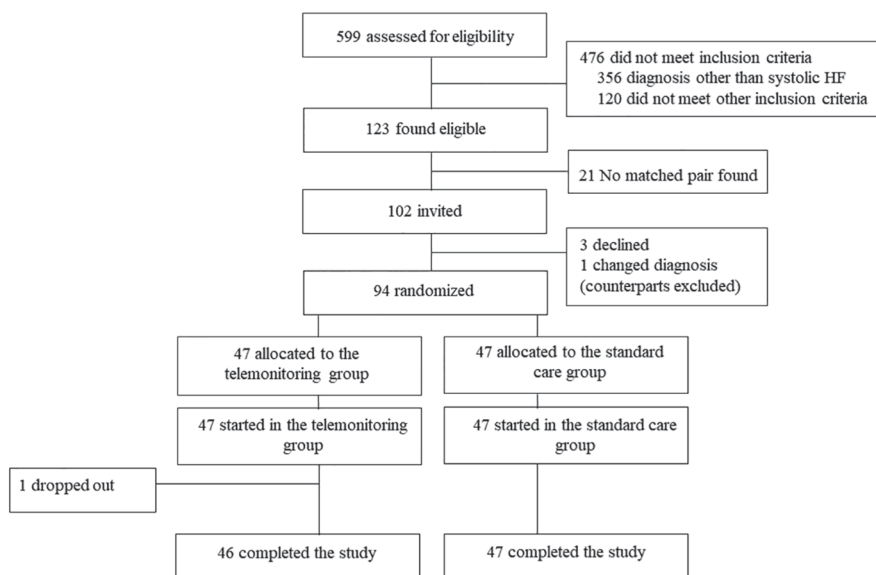 599 assessed for eligibility
476 did not meet inclusion criteria
356 diagnosis other than systolic HF
120 did not meet other inclusion criteria
123 found eligible
21 No matched pair found
102 invited
3 declined
1 changed diagnosis
(counterparts excluded)
94 randomized
47 allocated to the
telemonitoring group
47 allocated to the standard
care group
47 started in the telemonitoring
group
47 started in the standard care
group
1 dropped out
46 completed the study
47 completed the study